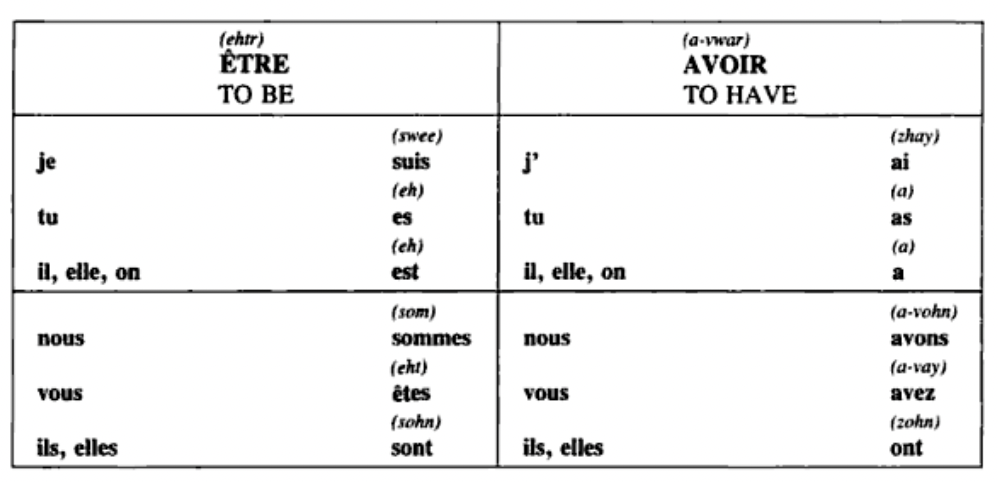 (ehtr)
ÊTRE
TO BE
(a-vwar)
AVOIR
TO HAVE
(swee)
je suis
(eh)
tu es
(eh)
il, elle, on est
(zhay)
j' ai
(a)
tu as
(a)
il, elle, on a
(som)
nous sommes
(eht)
vous êtes
(sohn)
ils, elles sont
(a-vohn)
nous avons
(a-vay)
vous avez
(zohn)
ils, elles ont